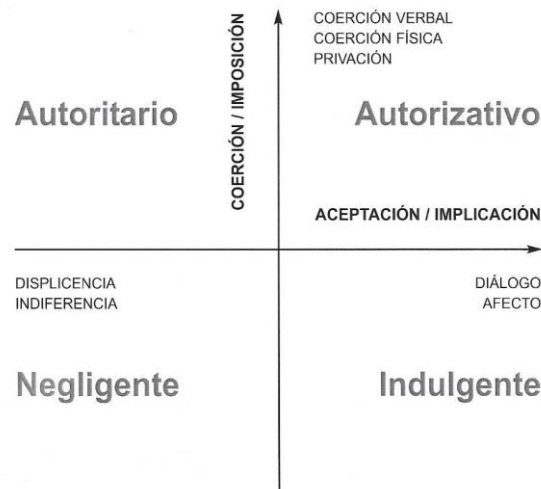 COERCIÓN VERBAL
COERCIÓN FÍSICA
PRIVACIÓN
COERCIÓN / IMPOSICIÓN
Autoritario
Autorizativo
ACEPTACIÓN / IMPLICACIÓN
DISPLICENCIA
INDIFERENCIA
DIÁLOGO
AFECTO
Negligente
Indulgente